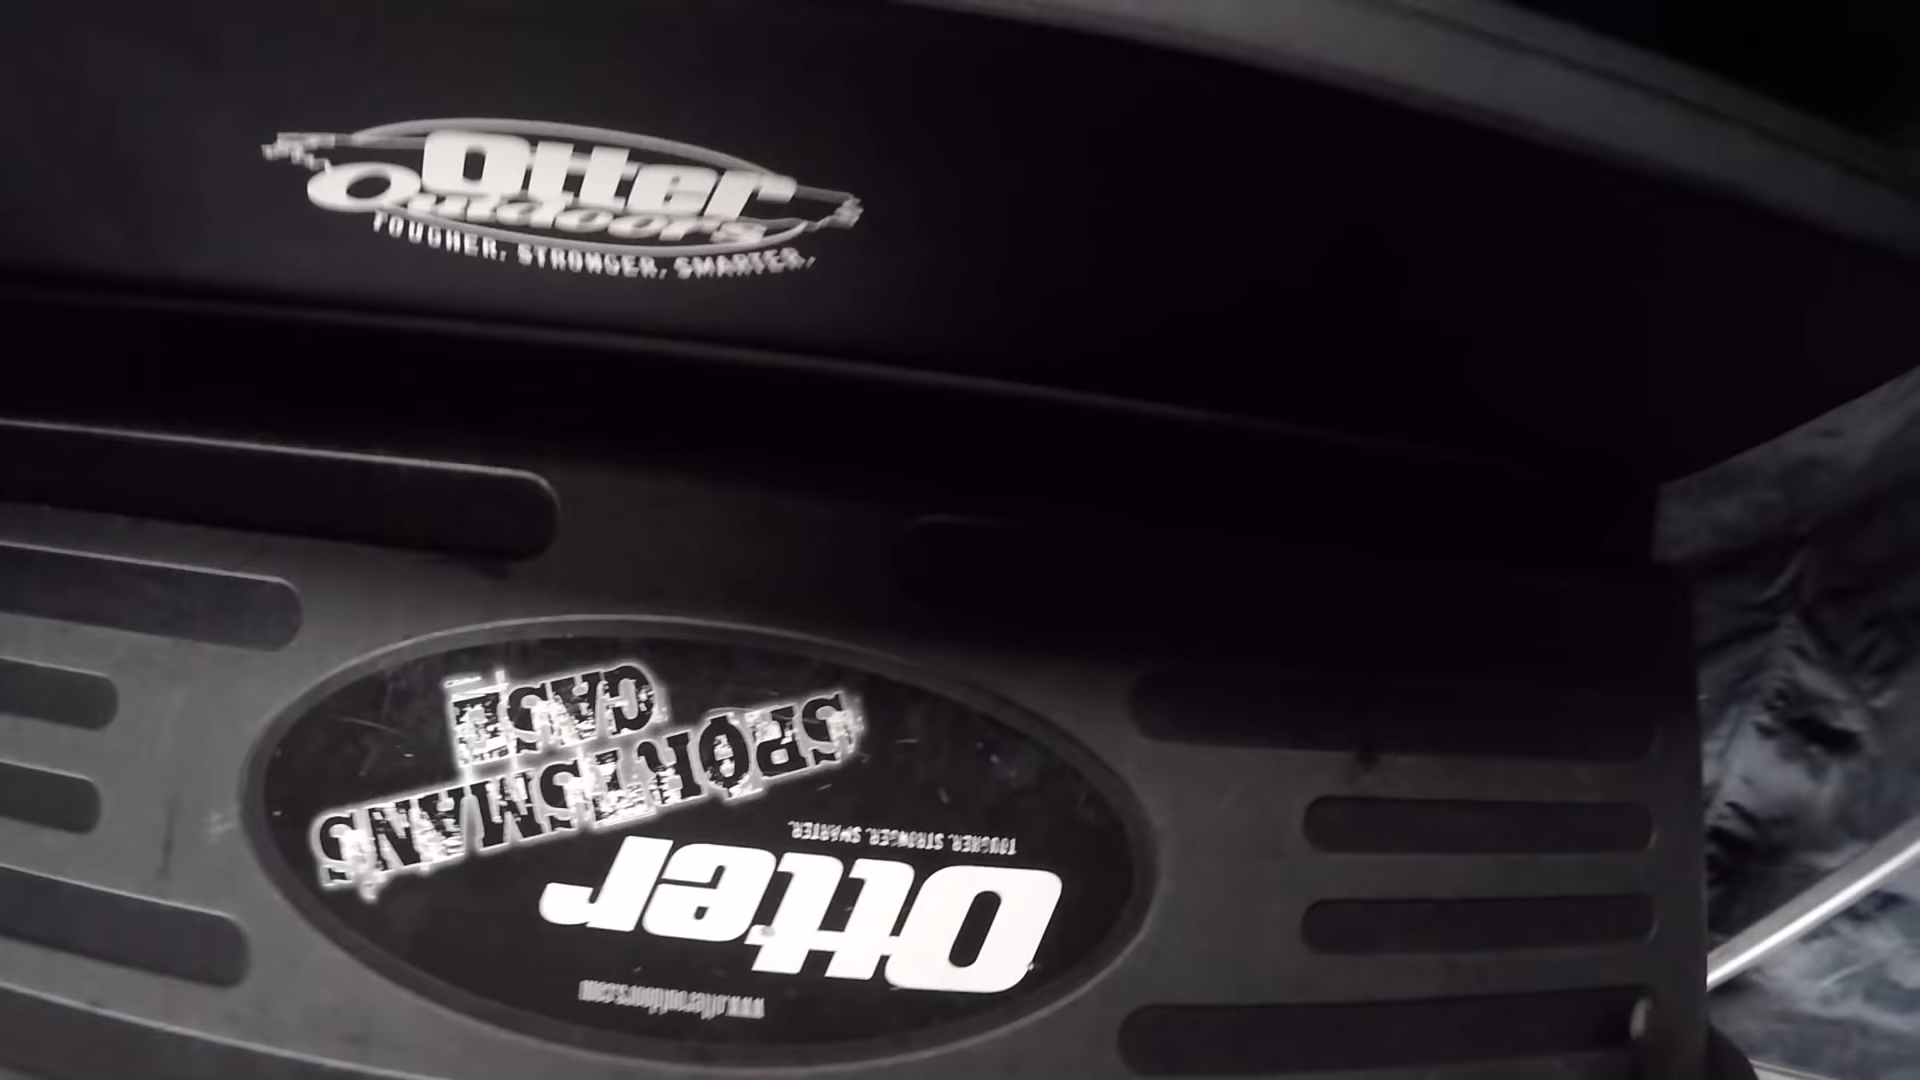 Otter
Outdoors
TOUGHER. STRONGER. SMARTER.
www.otteroutdoors.com
Otter
TOUGHER. STRONGER. SMARTER.
SPORTSMAN'S
CASE